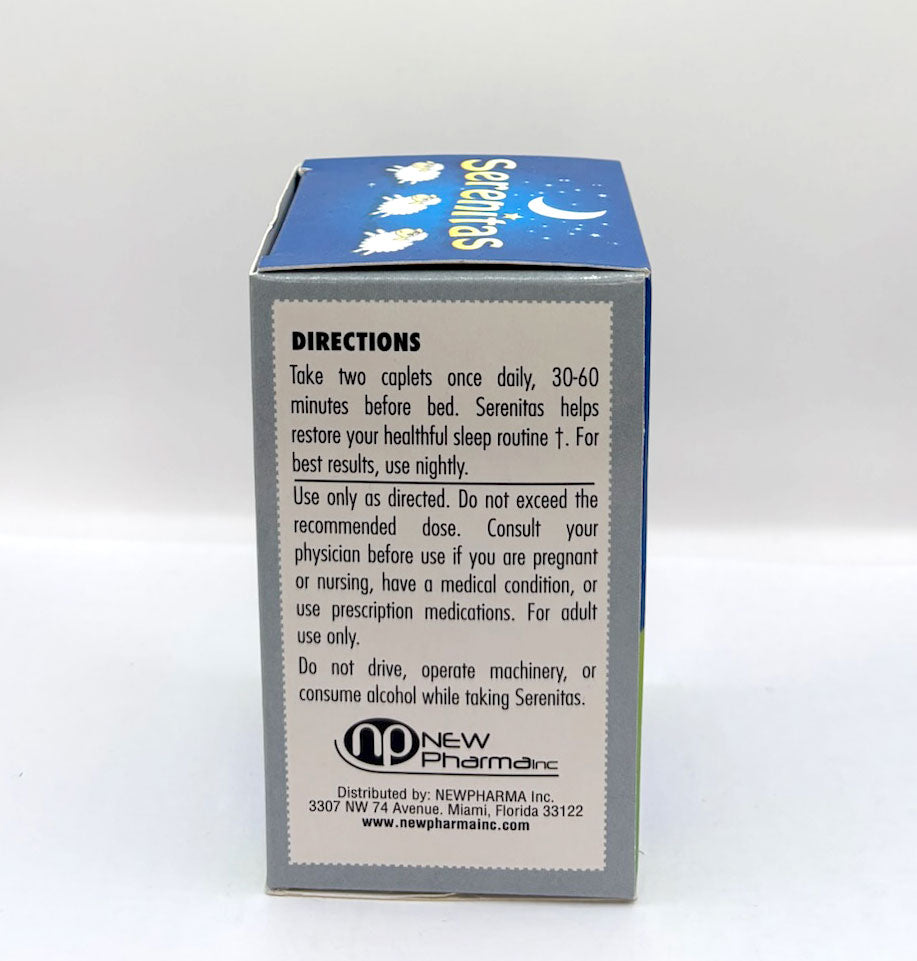 Serenitas
DIRECTIONS
Take two caplets once daily, 30-60
minutes before bed. Serenitas helps
restore your healthful sleep routine †. For
best results, use nightly.
Use only as directed. Do not exceed the
recommended dose. Consult your
physician before use if you are pregnant
or nursing, have a medical condition, or
use prescription medications. For adult
use only.
Do not drive, operate machinery, or
consume alcohol while taking Serenitas.
np NEW
Pharma inc
Distributed by: NEWPHARMA Inc.
3307 NW 74 Avenue. Miami, Florida 33122
www.newpharmainc.com